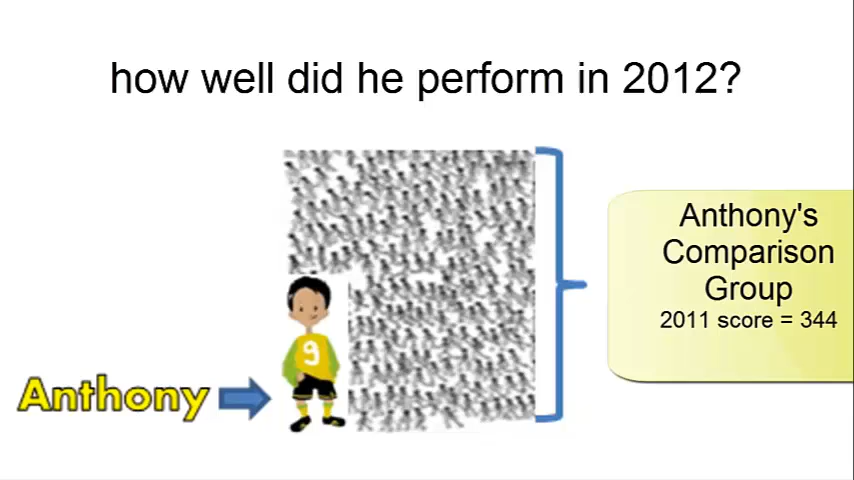 how well did he perform in 2012?
Anthony's
Comparison
Group
2011 score = 344
9
Anthony